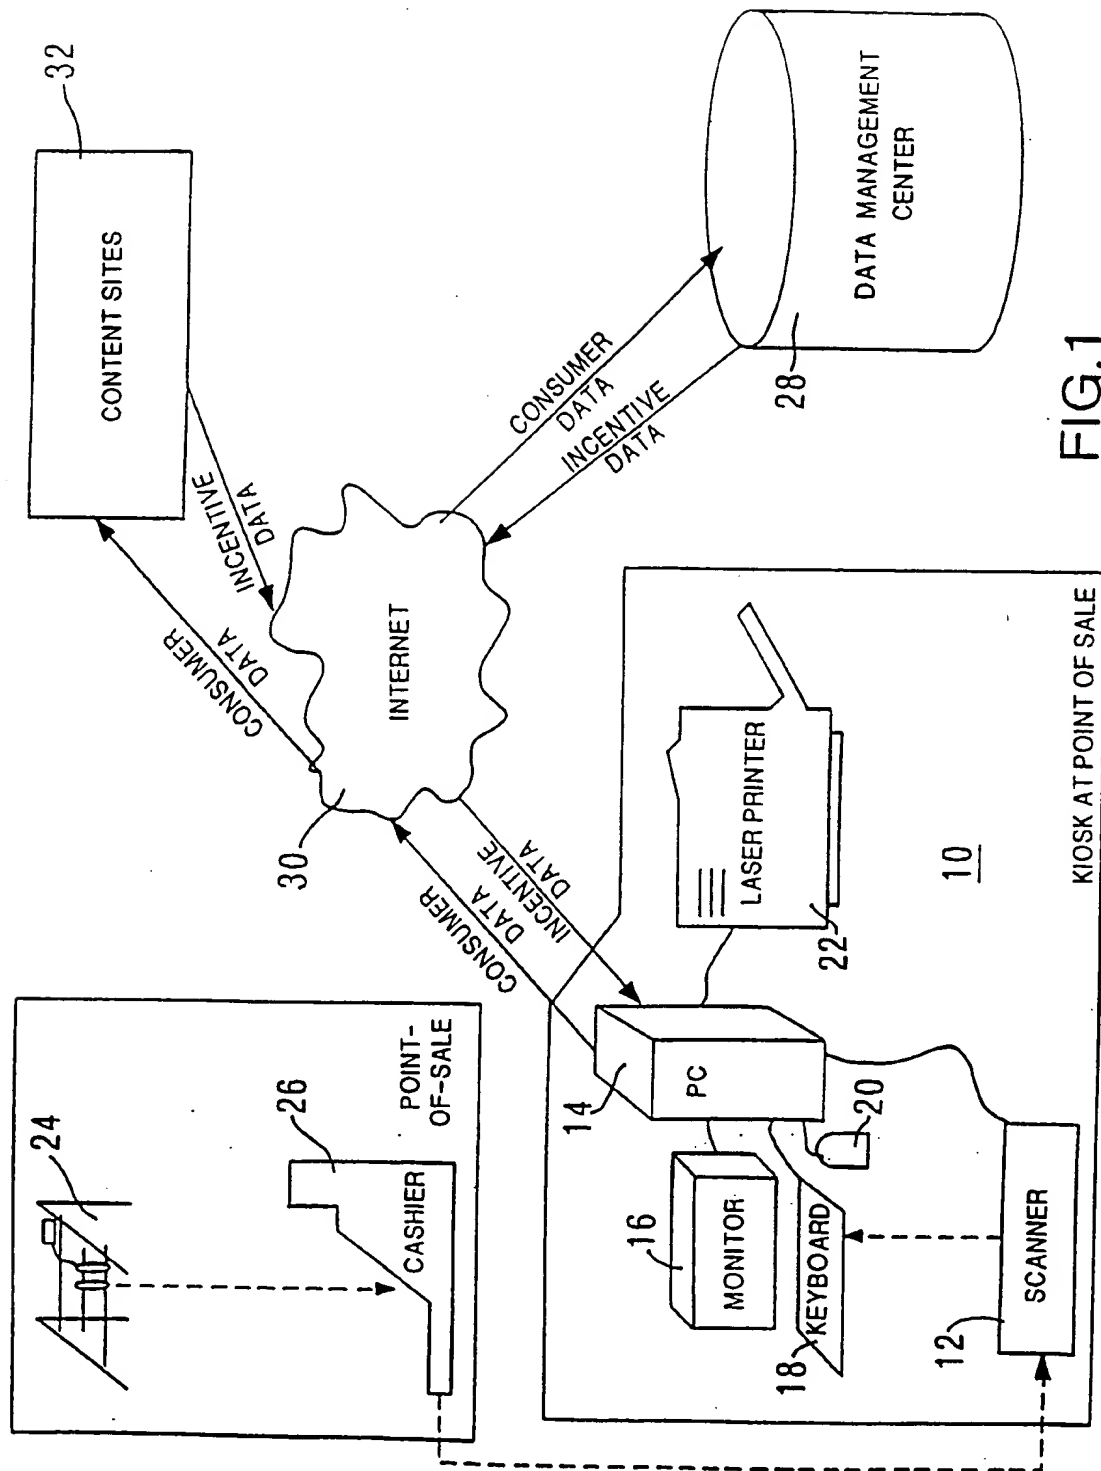 32
CONTENT SITES
CONSUMER
DATA
INCENTIVE
DATA
INTERNET
30
CONSUMER
DATA
INCENTIVE
DATA
DATA MANAGEMENT
CENTER
28
CONSUMER
DATA
INCENTIVE
DATA
24
26
CASHIER
POINT-
OF-SALE
14
PC
16
MONITOR
18
KEYBOARD
20
12
SCANNER
LASER PRINTER
22
10
KIOSK AT POINT OF SALE
FIG.1